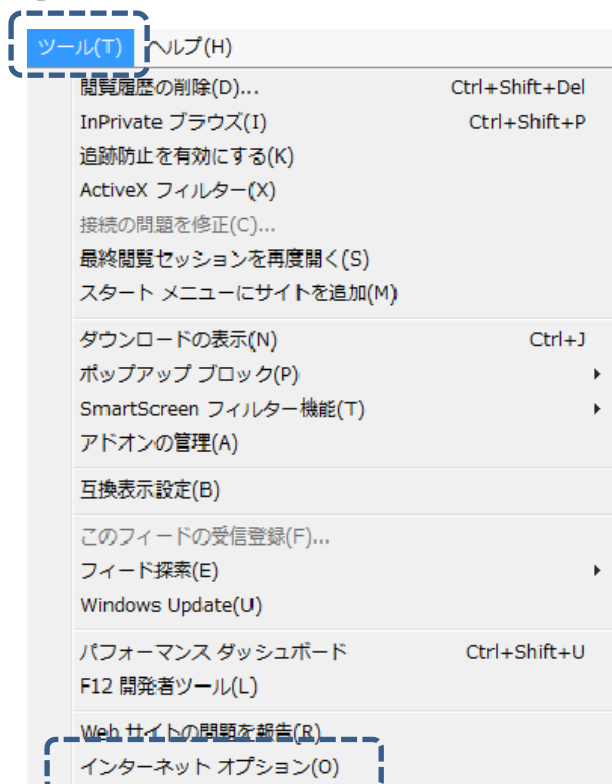 ツール(T) ヘルプ(H)
閲覧履歴の削除(D)... Ctrl+Shift+Del
InPrivate ブラウズ(I) Ctrl+Shift+P
追跡防止を有効にする(K)
ActiveX フィルター(X)
接続の問題を修正(C)...
最終閲覧セッションを再度開く(S)
スタート メニューにサイトを追加(M)
ダウンロードの表示(N) Ctrl+J
ポップアップ ブロック(P)
SmartScreen フィルター機能(T)
アドオンの管理(A)
互換表示設定(B)
このフィードの受信登録(F)...
フィード探索(E)
Windows Update(U)
パフォーマンス ダッシュボード Ctrl+Shift+U
F12 開発者ツール(L)
Web サイトの問題を報告(R)
インターネット オプション(O)